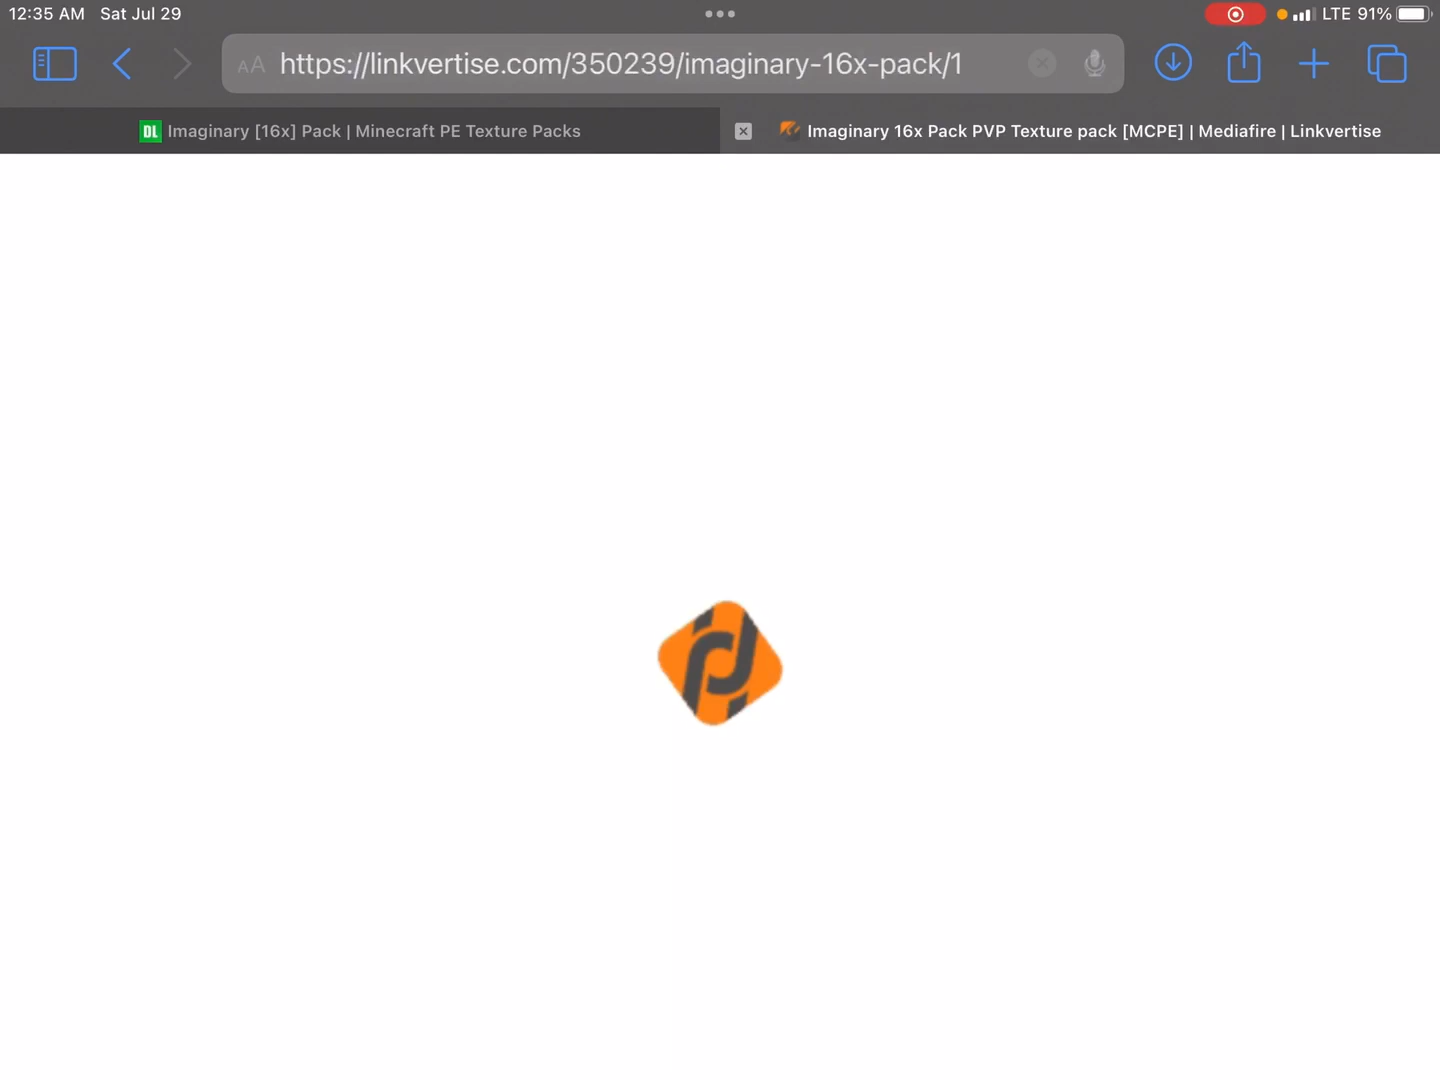 12:35 AM Sat Jul 29
LTE 91%
AA https://linkvertise.com/350239/imaginary-16x-pack/1
DL Imaginary [16x] Pack | Minecraft PE Texture Packs
Imaginary 16x Pack PVP Texture pack [MCPE] | Mediafire | Linkvertise